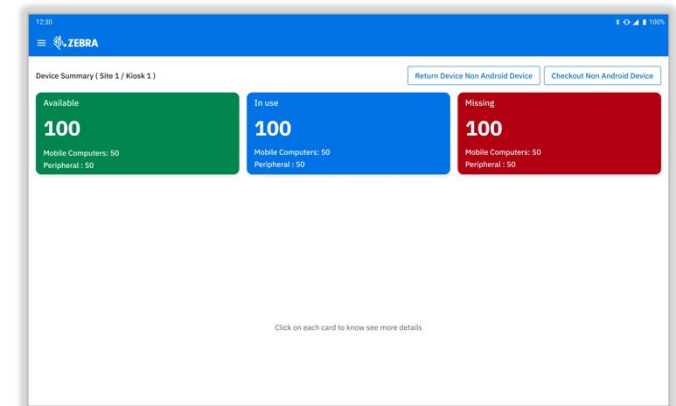 12:30 100%
ZEBRA
Device Summary ( Site 1 / Kiosk 1 ) Return Device Non Android Device Checkout Non Android Device
Available In use Missing
100 100 100
Mobile Computers: 50 Mobile Computers: 50 Mobile Computers: 50
Peripheral : 50 Peripheral : 50 Peripheral : 50
Click on each card to know see more details